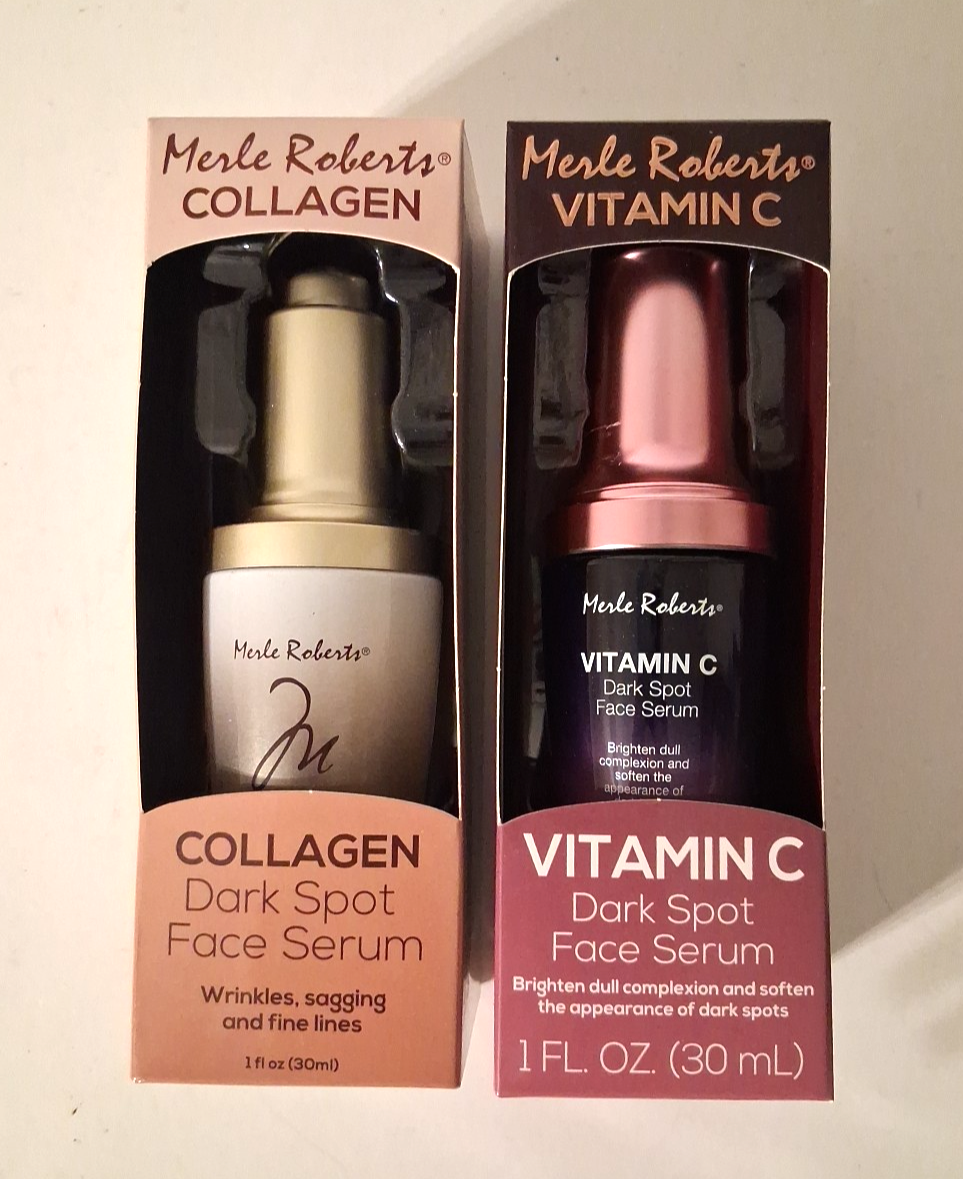 Merle Roberts®
COLLAGEN
Merle Roberts®
COLLAGEN
Dark Spot
Face Serum
Wrinkles, sagging
and fine lines
1 fl oz (30ml)
Merle Roberts®
VITAMIN C
Merle Roberts®
VITAMIN C
Dark Spot
Face Serum
Brighten dull
complexion and
soften the
appearance of
VITAMIN C
Dark Spot
Face Serum
Brighten dull complexion and soften
the appearance of dark spots
1 FL. OZ. (30 mL)